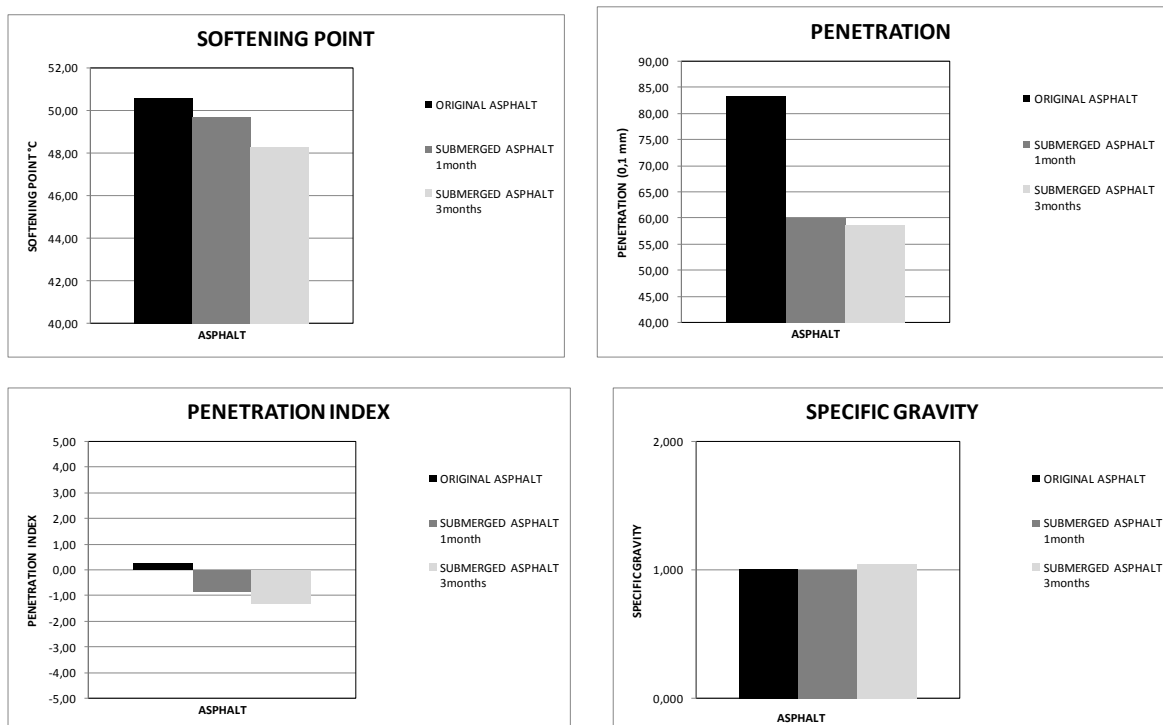 SOFTENING POINT
52,00
50,00
48,00
46,00
44,00
42,00
40,00
SOFTENING POINT °C
ASPHALT
ORIGINAL ASPHALT
SUBMERGED ASPHALT
1month
SUBMERGED ASPHALT
3months
PENETRATION
90,00
85,00
80,00
75,00
70,00
65,00
60,00
55,00
50,00
45,00
40,00
PENETRATION (0,1 mm)
ASPHALT
ORIGINAL ASPHALT
SUBMERGED ASPHALT
1month
SUBMERGED ASPHALT
3months
PENETRATION INDEX
5,00
4,00
3,00
2,00
1,00
0,00
-1,00
-2,00
-3,00
-4,00
-5,00
PENETRATION INDEX
ASPHALT
ORIGINAL ASPHALT
SUBMERGED ASPHALT
1month
SUBMERGED ASPHALT
3months
SPECIFIC GRAVITY
2,000
1,000
0,000
SPECIFIC GRAVITY
ASPHALT
ORIGINAL ASPHALT
SUBMERGED ASPHALT
1month
SUBMERGED ASPHALT
3months